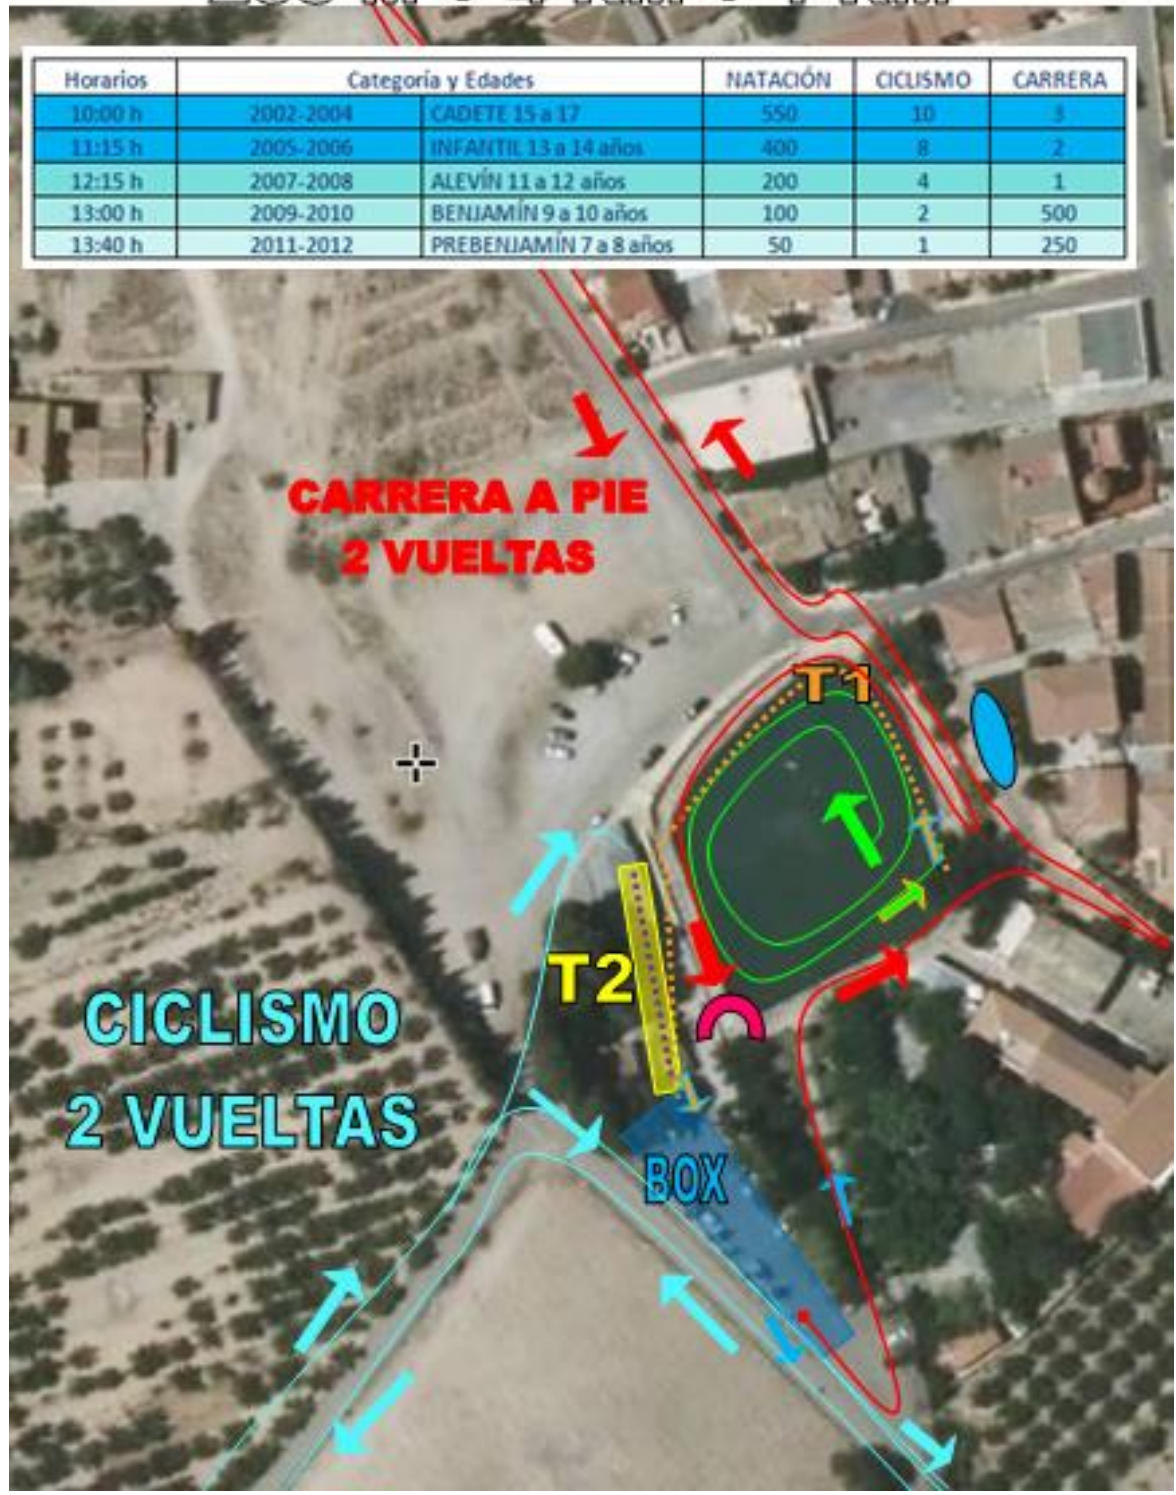 Horarios Categoría y Edades NATACIÓN CICLISMO CARRERA
10:00 h 2002-2004 CADETE 15 a 17 550 10 3
11:15 h 2005-2006 INFANTIL 13 a 14 años 400 8 2
12:15 h 2007-2008 ALEVÍN 11 a 12 años 200 4 1
13:00 h 2009-2010 BENJAMÍN 9 a 10 años 100 2 500
13:40 h 2011-2012 PREBENJAMÍN 7 a 8 años 50 1 250
CARRERA A PIE
2 VUELTAS
T1
T2
CICLISMO
2 VUELTAS
BOX